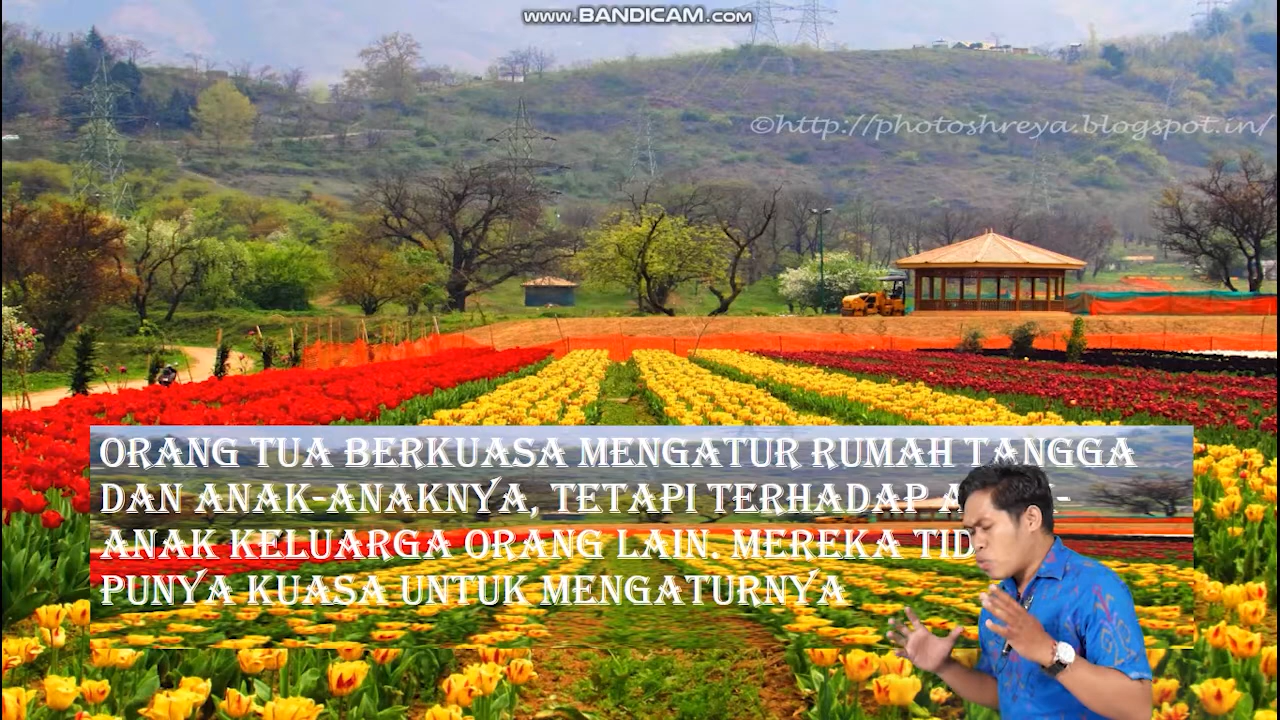 www.BANDICAM.com
©http://photoshreya.blogspot.in/
ORANG TUA BERKUASA MENGATUR RUMAH TANGGA
DAN ANAK-ANAKNYA, TETAPI TERHADAP
ANAK KELUARGA ORANG LAIN. MEREKA
PUNYA KUASA UNTUK MENGATURNYA